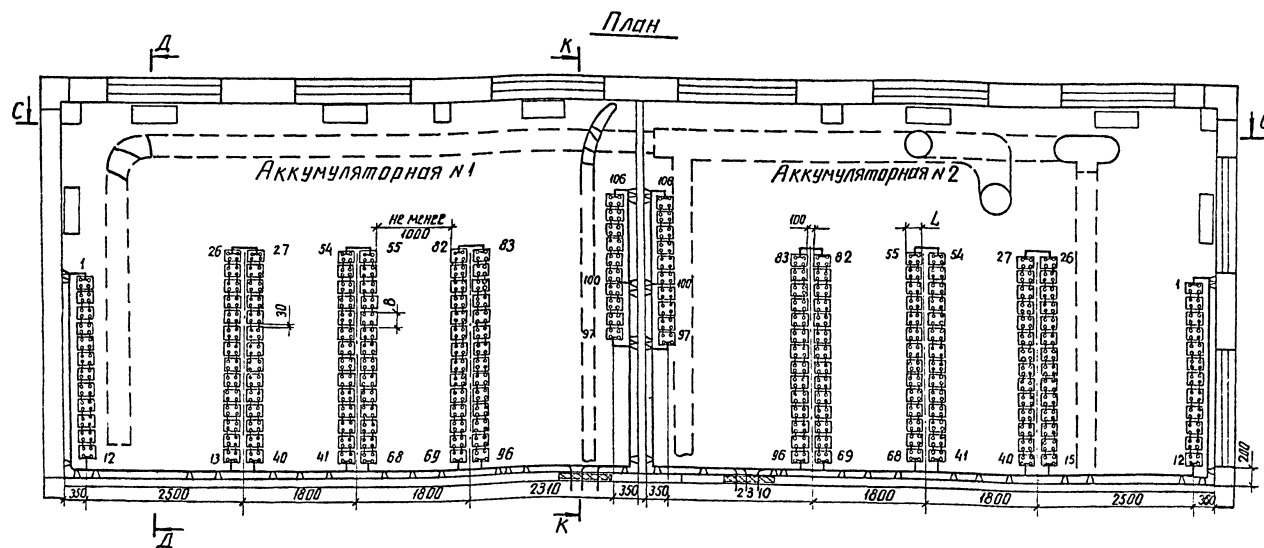 План
Д К
С С
Аккумуляторная №1 Аккумуляторная №2
106 106
не менее
1000
100 L
26 27 54 55 82 83 83 82 55 54 27 26
1 100 100 1
30 В
97 97
12 13 40 41 68 69 96 96 69 68 41 40 15 12
200
350 2500 1800 1800 2310 350 350 2310 1800 1800 2500 350
Д К